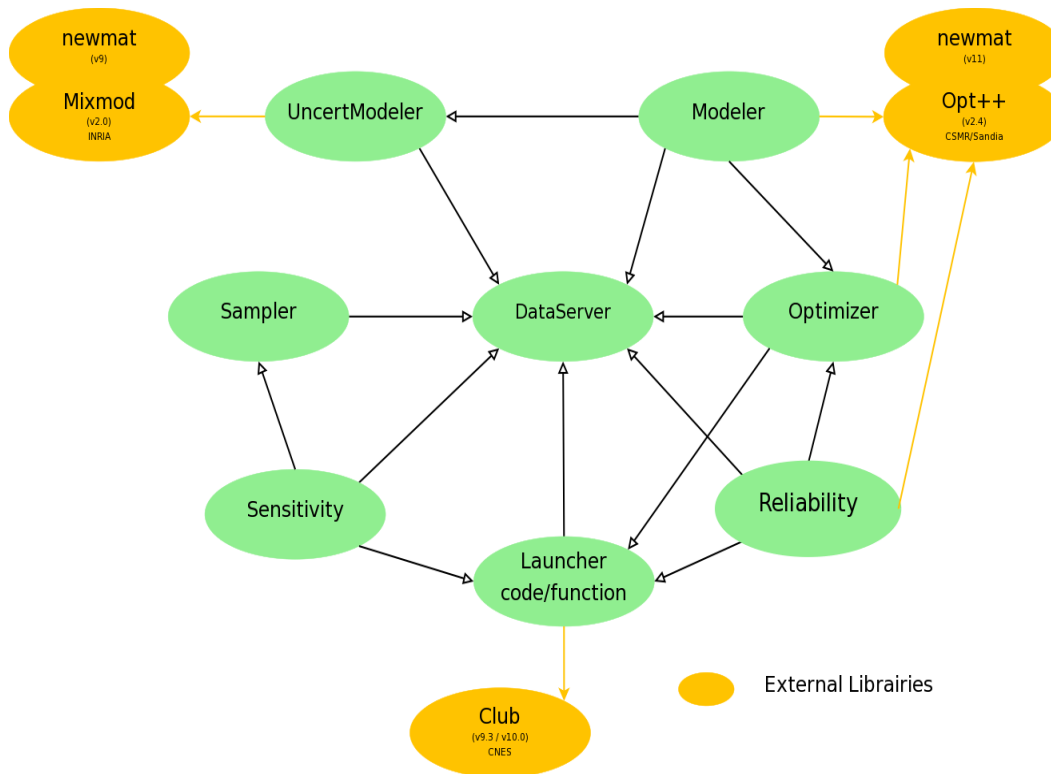 newmat
(v9)
Mixmod
(v2.0)
INRIA
newmat
(v11)
Opt++
(v2.4)
CSMR/Sandia
UncertModeler
Modeler
Sampler
DataServer
Optimizer
Sensitivity
Launcher
code/function
Reliability
Club
(v9.3 / v10.0)
CNES
External Librairies